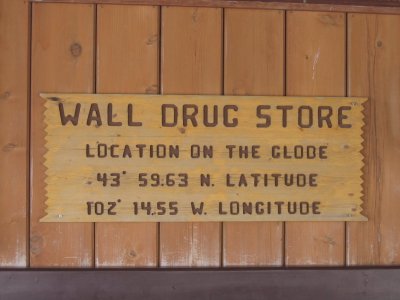 WALL DRUG STORE
LOCATION ON THE GLOBE
43° 59.63 N. LATITUDE
102° 14.55 W. LONGITUDE